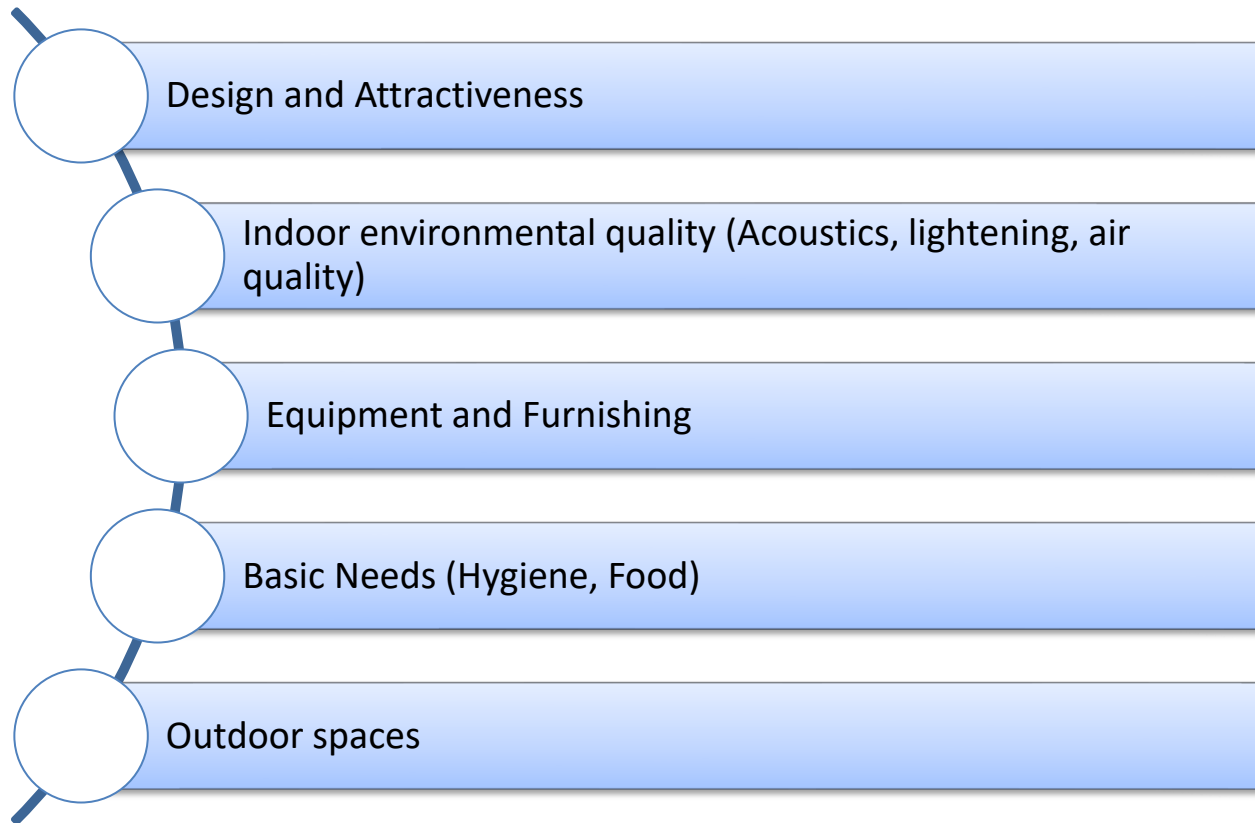 Design and Attractiveness
Indoor environmental quality (Acoustics, lightening, air
quality)
Equipment and Furnishing
Basic Needs (Hygiene, Food)
Outdoor spaces